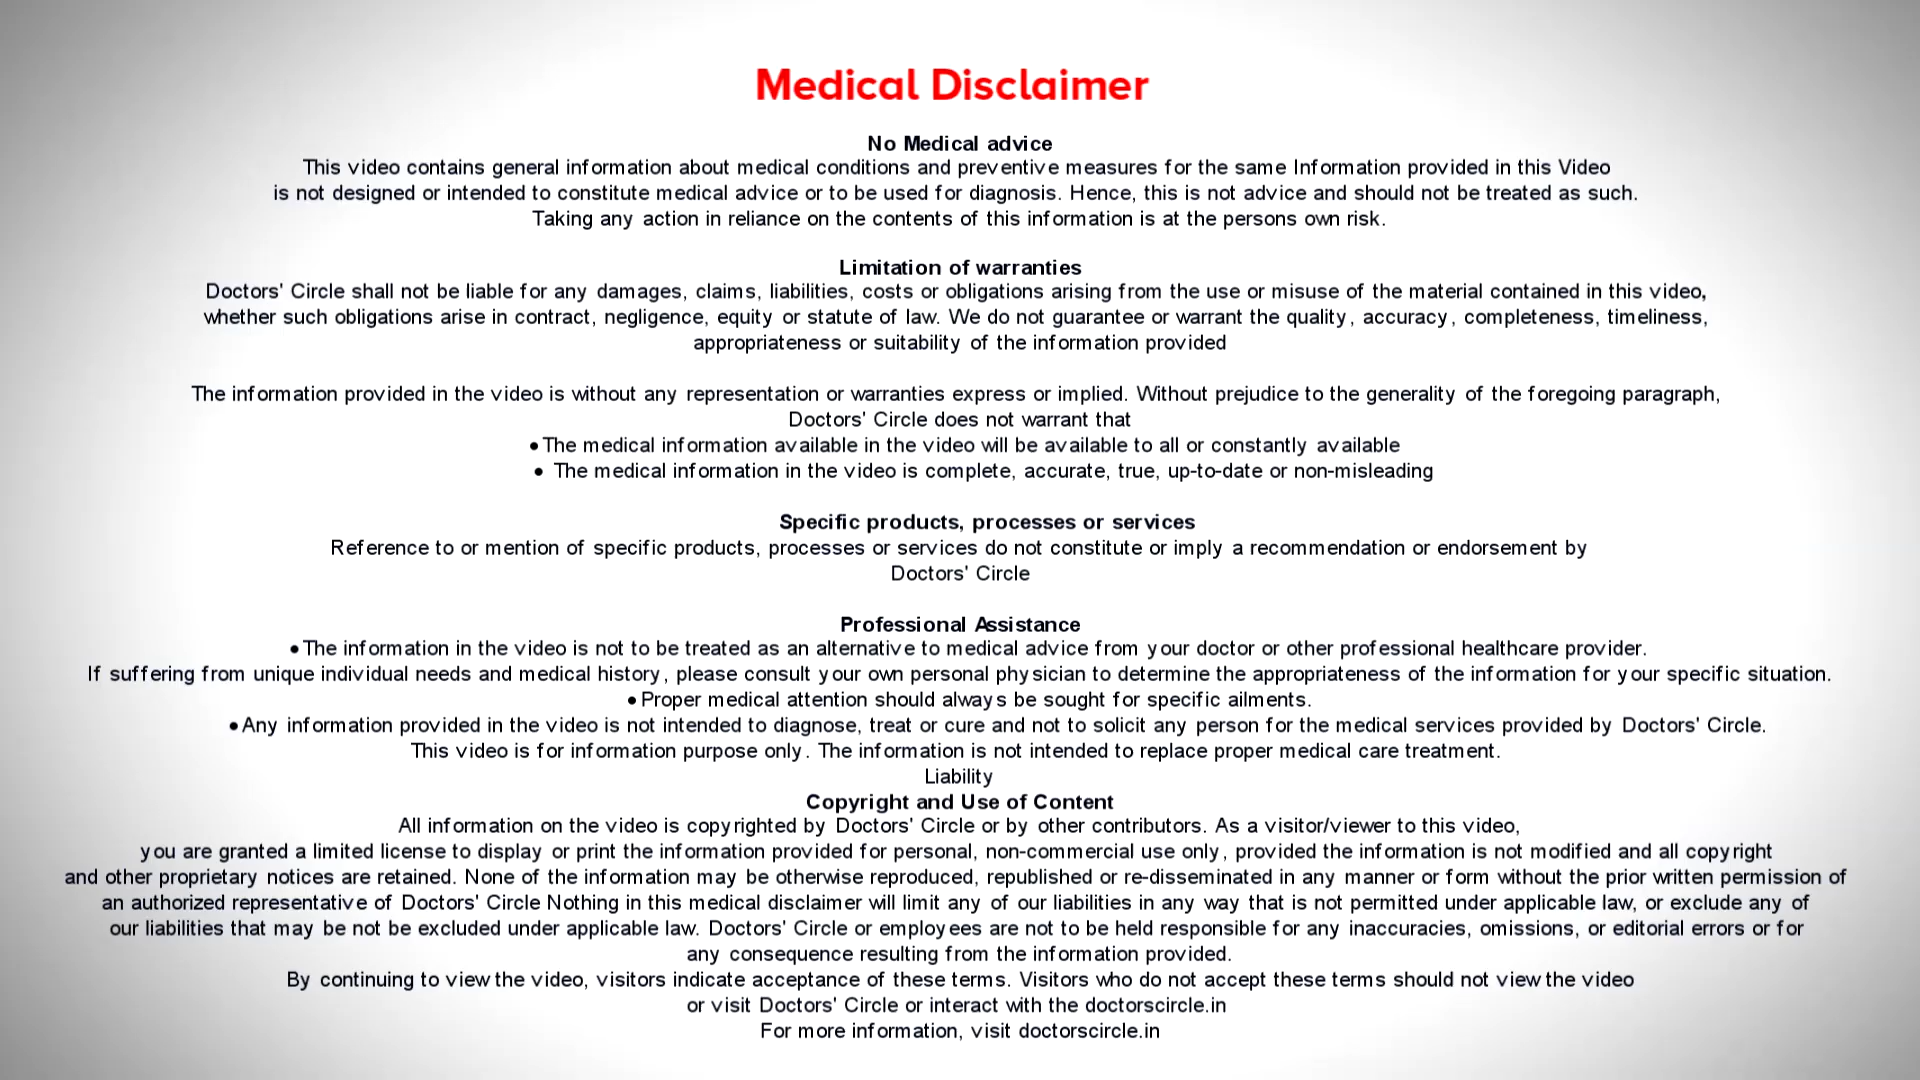 Medical Disclaimer
No Medical advice
This video contains general information about medical conditions and preventive measures for the same Information provided in this Video
is not designed or intended to constitute medical advice or to be used for diagnosis. Hence, this is not advice and should not be treated as such.
Taking any action in reliance on the contents of this information is at the persons own risk.
Limitation of warranties
Doctors' Circle shall not be liable for any damages, claims, liabilities, costs or obligations arising from the use or misuse of the material contained in this video,
whether such obligations arise in contract, negligence, equity or statute of law. We do not guarantee or warrant the quality, accuracy, completeness, timeliness,
appropriateness or suitability of the information provided
The information provided in the video is without any representation or warranties express or implied. Without prejudice to the generality of the foregoing paragraph,
Doctors' Circle does not warrant that
• The medical information available in the video will be available to all or constantly available
• The medical information in the video is complete, accurate, true, up-to-date or non-misleading
Specific products, processes or services
Reference to or mention of specific products, processes or services do not constitute or imply a recommendation or endorsement by
Doctors' Circle
Professional Assistance
• The information in the video is not to be treated as an alternative to medical advice from your doctor or other professional healthcare provider.
If suffering from unique individual needs and medical history, please consult your own personal physician to determine the appropriateness of the information for your specific situation.
• Proper medical attention should always be sought for specific ailments.
• Any information provided in the video is not intended to diagnose, treat or cure and not to solicit any person for the medical services provided by Doctors' Circle.
This video is for information purpose only. The information is not intended to replace proper medical care treatment.
Liability
Copyright and Use of Content
All information on the video is copyrighted by Doctors' Circle or by other contributors. As a visitor/viewer to this video,
you are granted a limited license to display or print the information provided for personal, non-commercial use only, provided the information is not modified and all copyright
and other proprietary notices are retained. None of the information may be otherwise reproduced, republished or re-disseminated in any manner or form without the prior written permission of
an authorized representative of Doctors' Circle Nothing in this medical disclaimer will limit any of our liabilities in any way that is not permitted under applicable law, or exclude any of
our liabilities that may be not be excluded under applicable law. Doctors' Circle or employees are not to be held responsible for any inaccuracies, omissions, or editorial errors or for
any consequence resulting from the information provided.
By continuing to view the video, visitors indicate acceptance of these terms. Visitors who do not accept these terms should not view the video
or visit Doctors' Circle or interact with the doctorscircle.in
For more information, visit doctorscircle.in